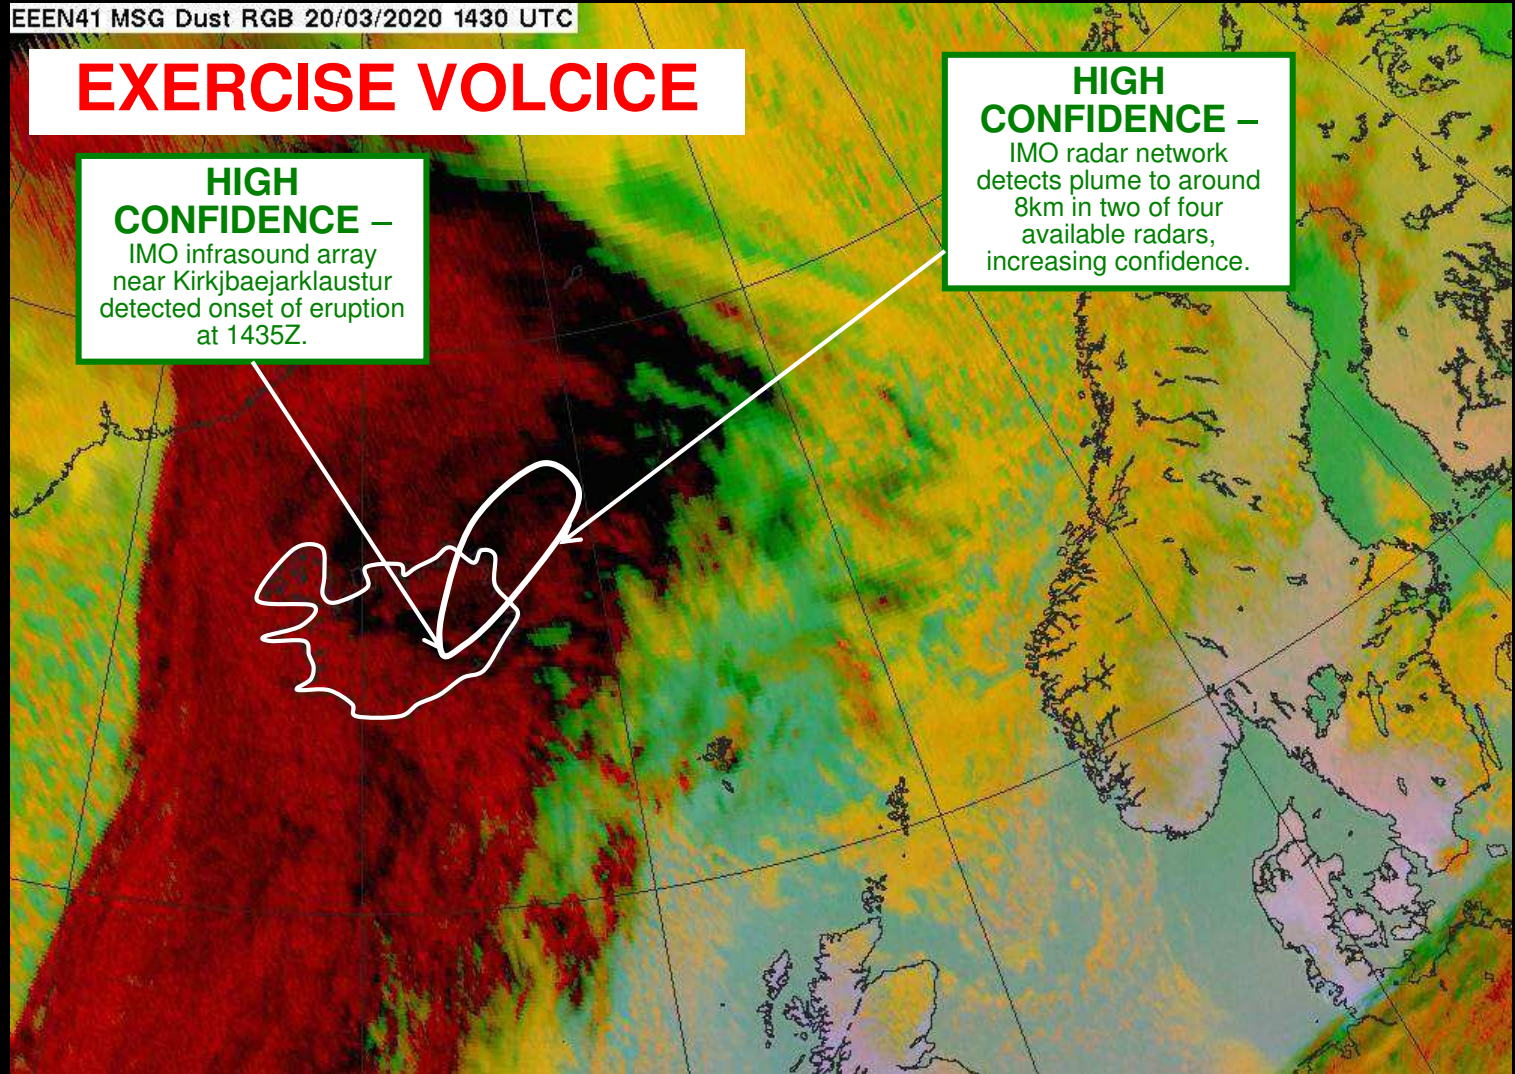 EEEN41 MSG Dust RGB 20/03/2020 1430 UTC
EXERCISE VOLCICE
HIGH
CONFIDENCE –
IMO infrasound array
near Kirkjbaejarklaustur
detected onset of eruption
at 1435Z.
HIGH
CONFIDENCE –
IMO radar network
detects plume to around
8km in two of four
available radars,
increasing confidence.